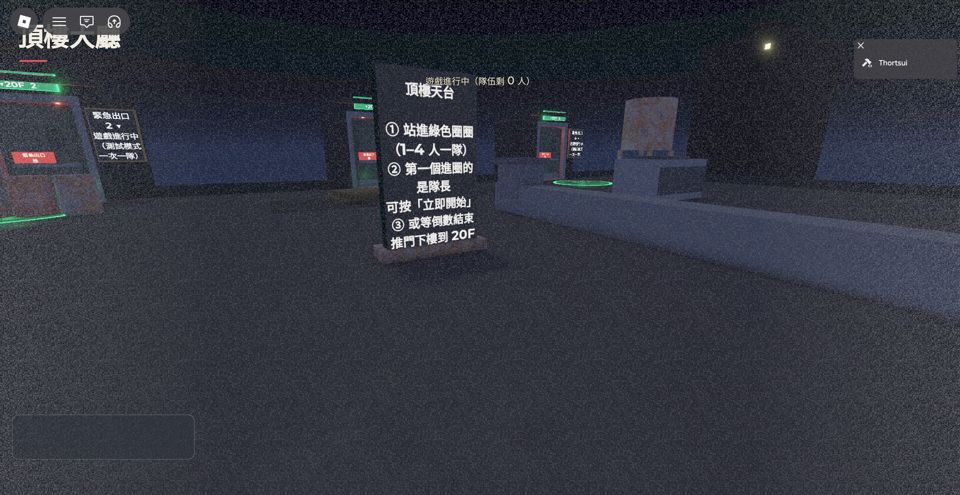 頂樓大廳
遊戲進行中（隊伍剩 0 人）
Thortsui
20F 2
緊急出口
2 ▾
遊戲進行中
（測試模式
一次一隊）
頂樓天台
① 站進綠色圈圈
（1–4 人一隊）
② 第一個進圈的
是隊長
可按「立即開始」
③ 或等倒數結束
推門下樓到 20F